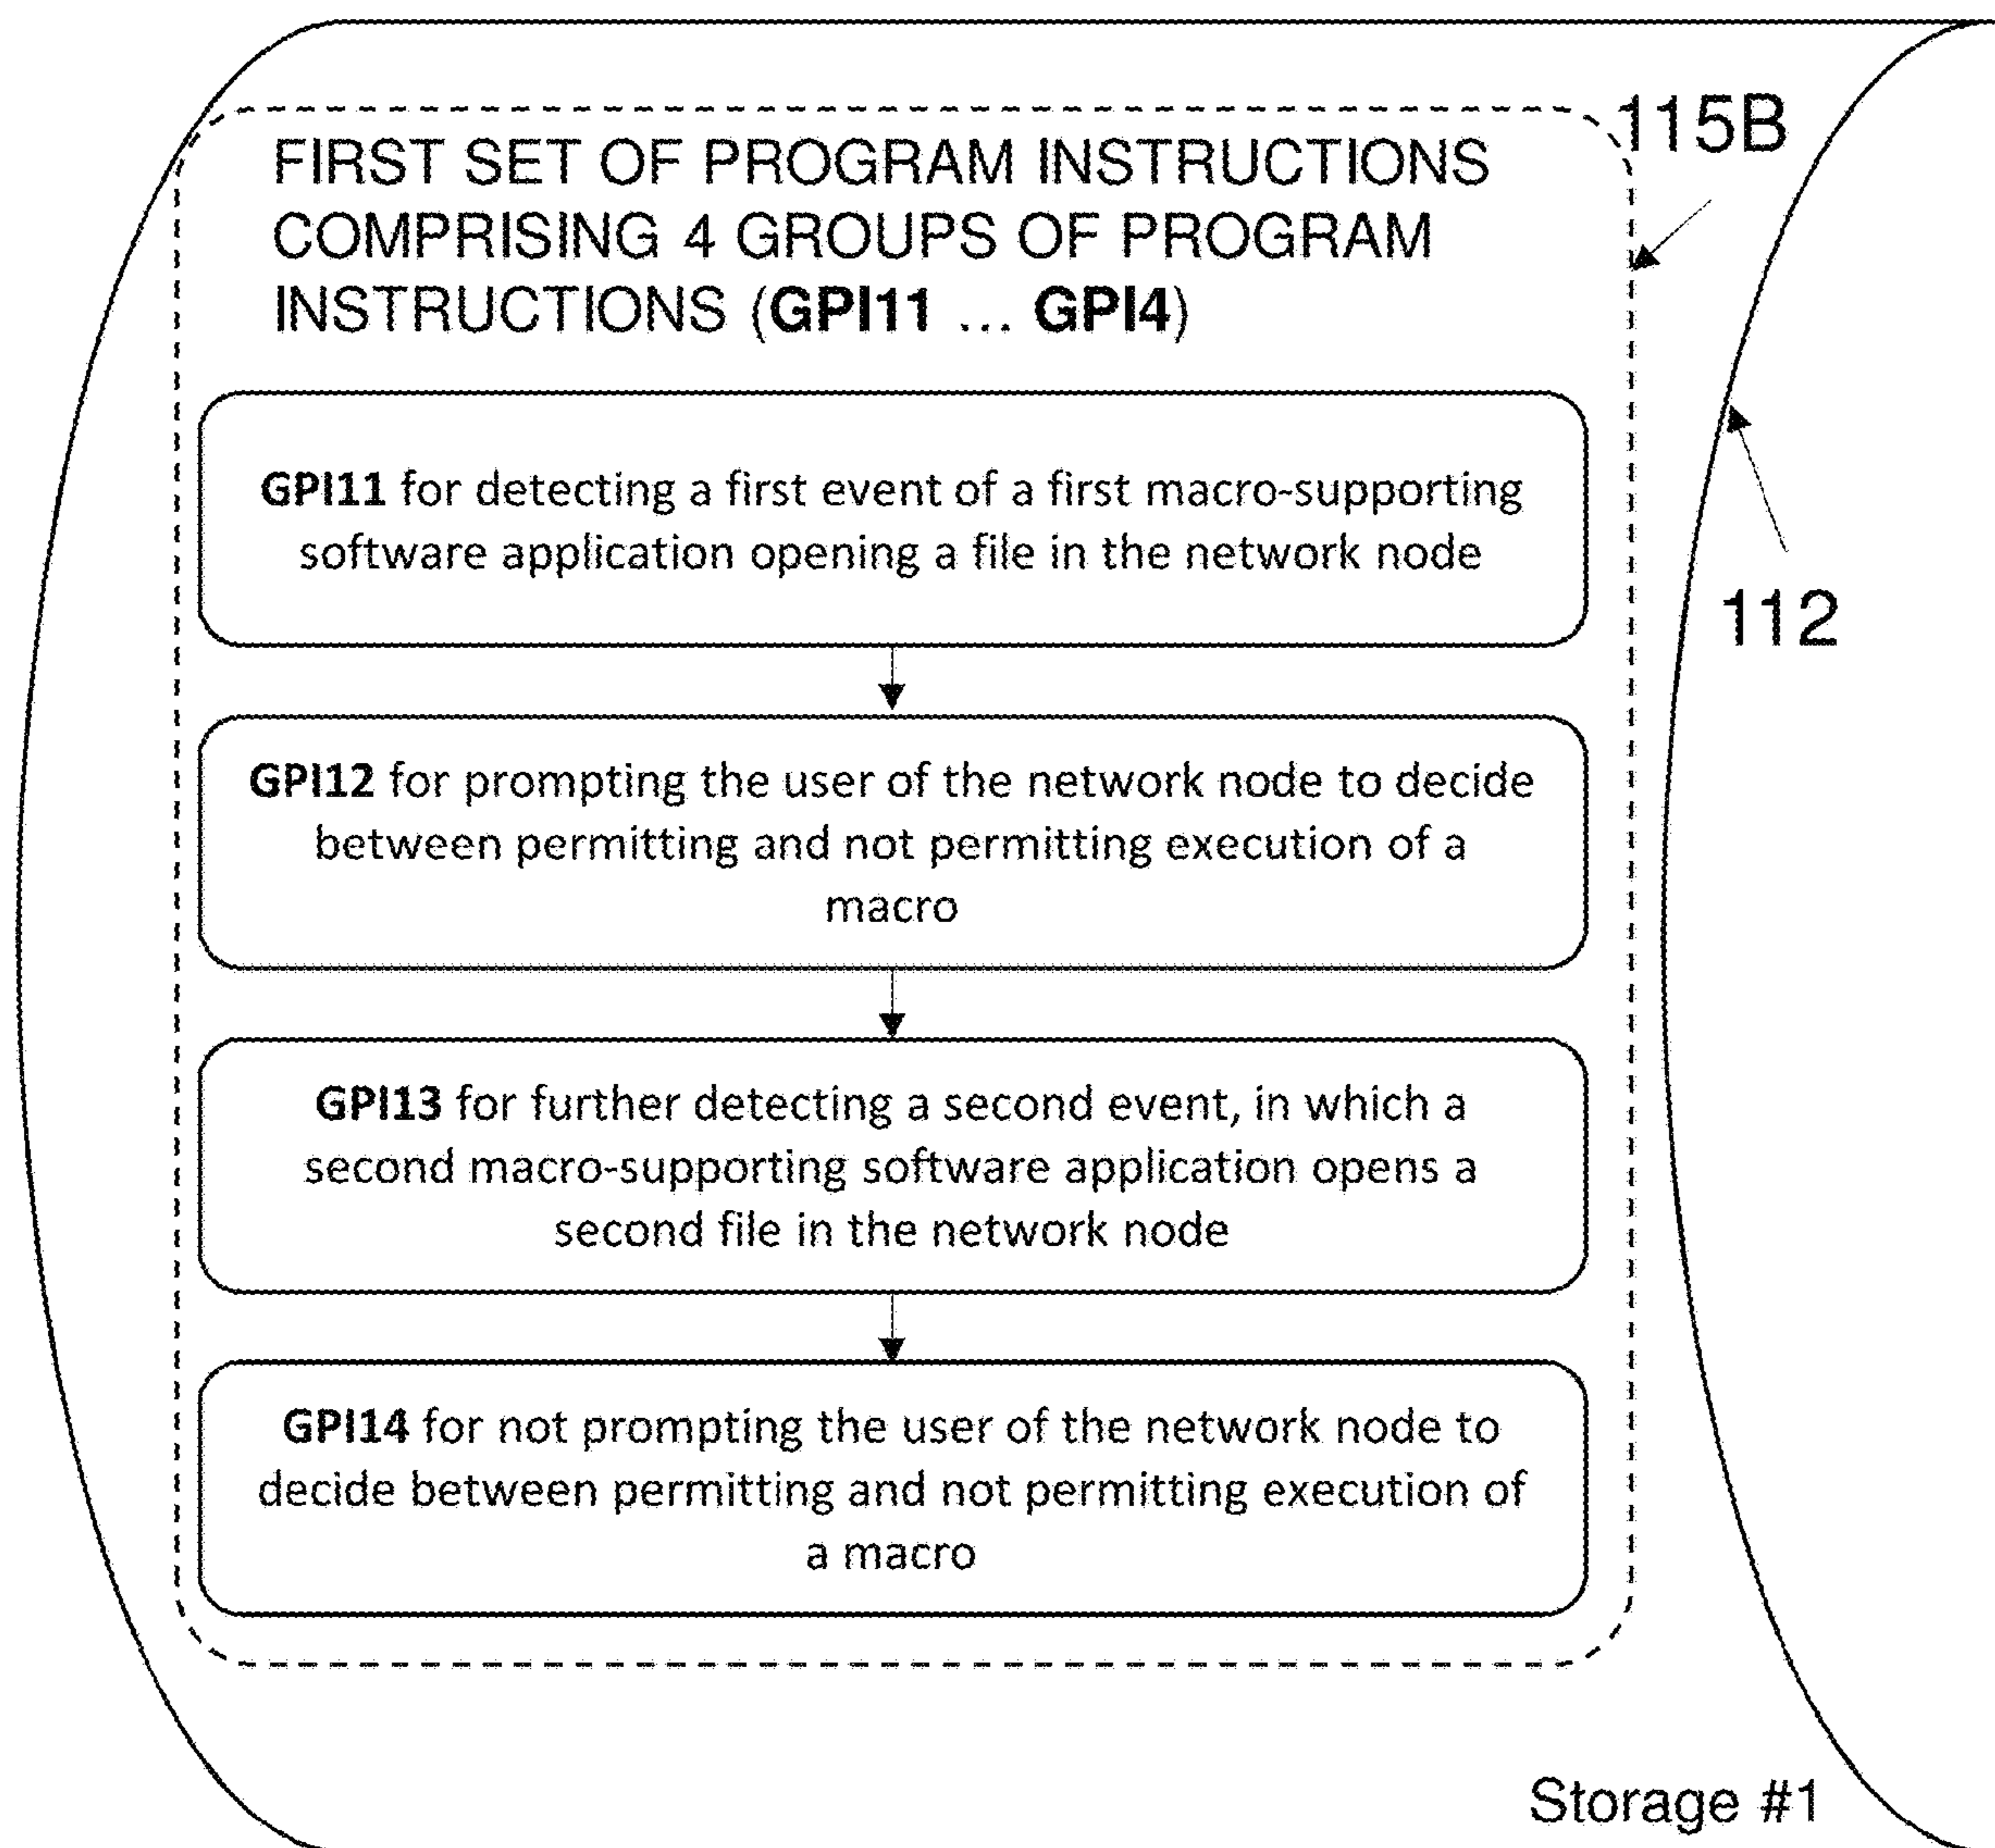 115B
FIRST SET OF PROGRAM INSTRUCTIONS
COMPRISING 4 GROUPS OF PROGRAM
INSTRUCTIONS (GPI11 ... GPI4)
GPI11 for detecting a first event of a first macro-supporting
software application opening a file in the network node
112
GPI12 for prompting the user of the network node to decide
between permitting and not permitting execution of a
macro
GPI13 for further detecting a second event, in which a
second macro-supporting software application opens a
second file in the network node
GPI14 for not prompting the user of the network node to
decide between permitting and not permitting execution of
a macro
Storage #1